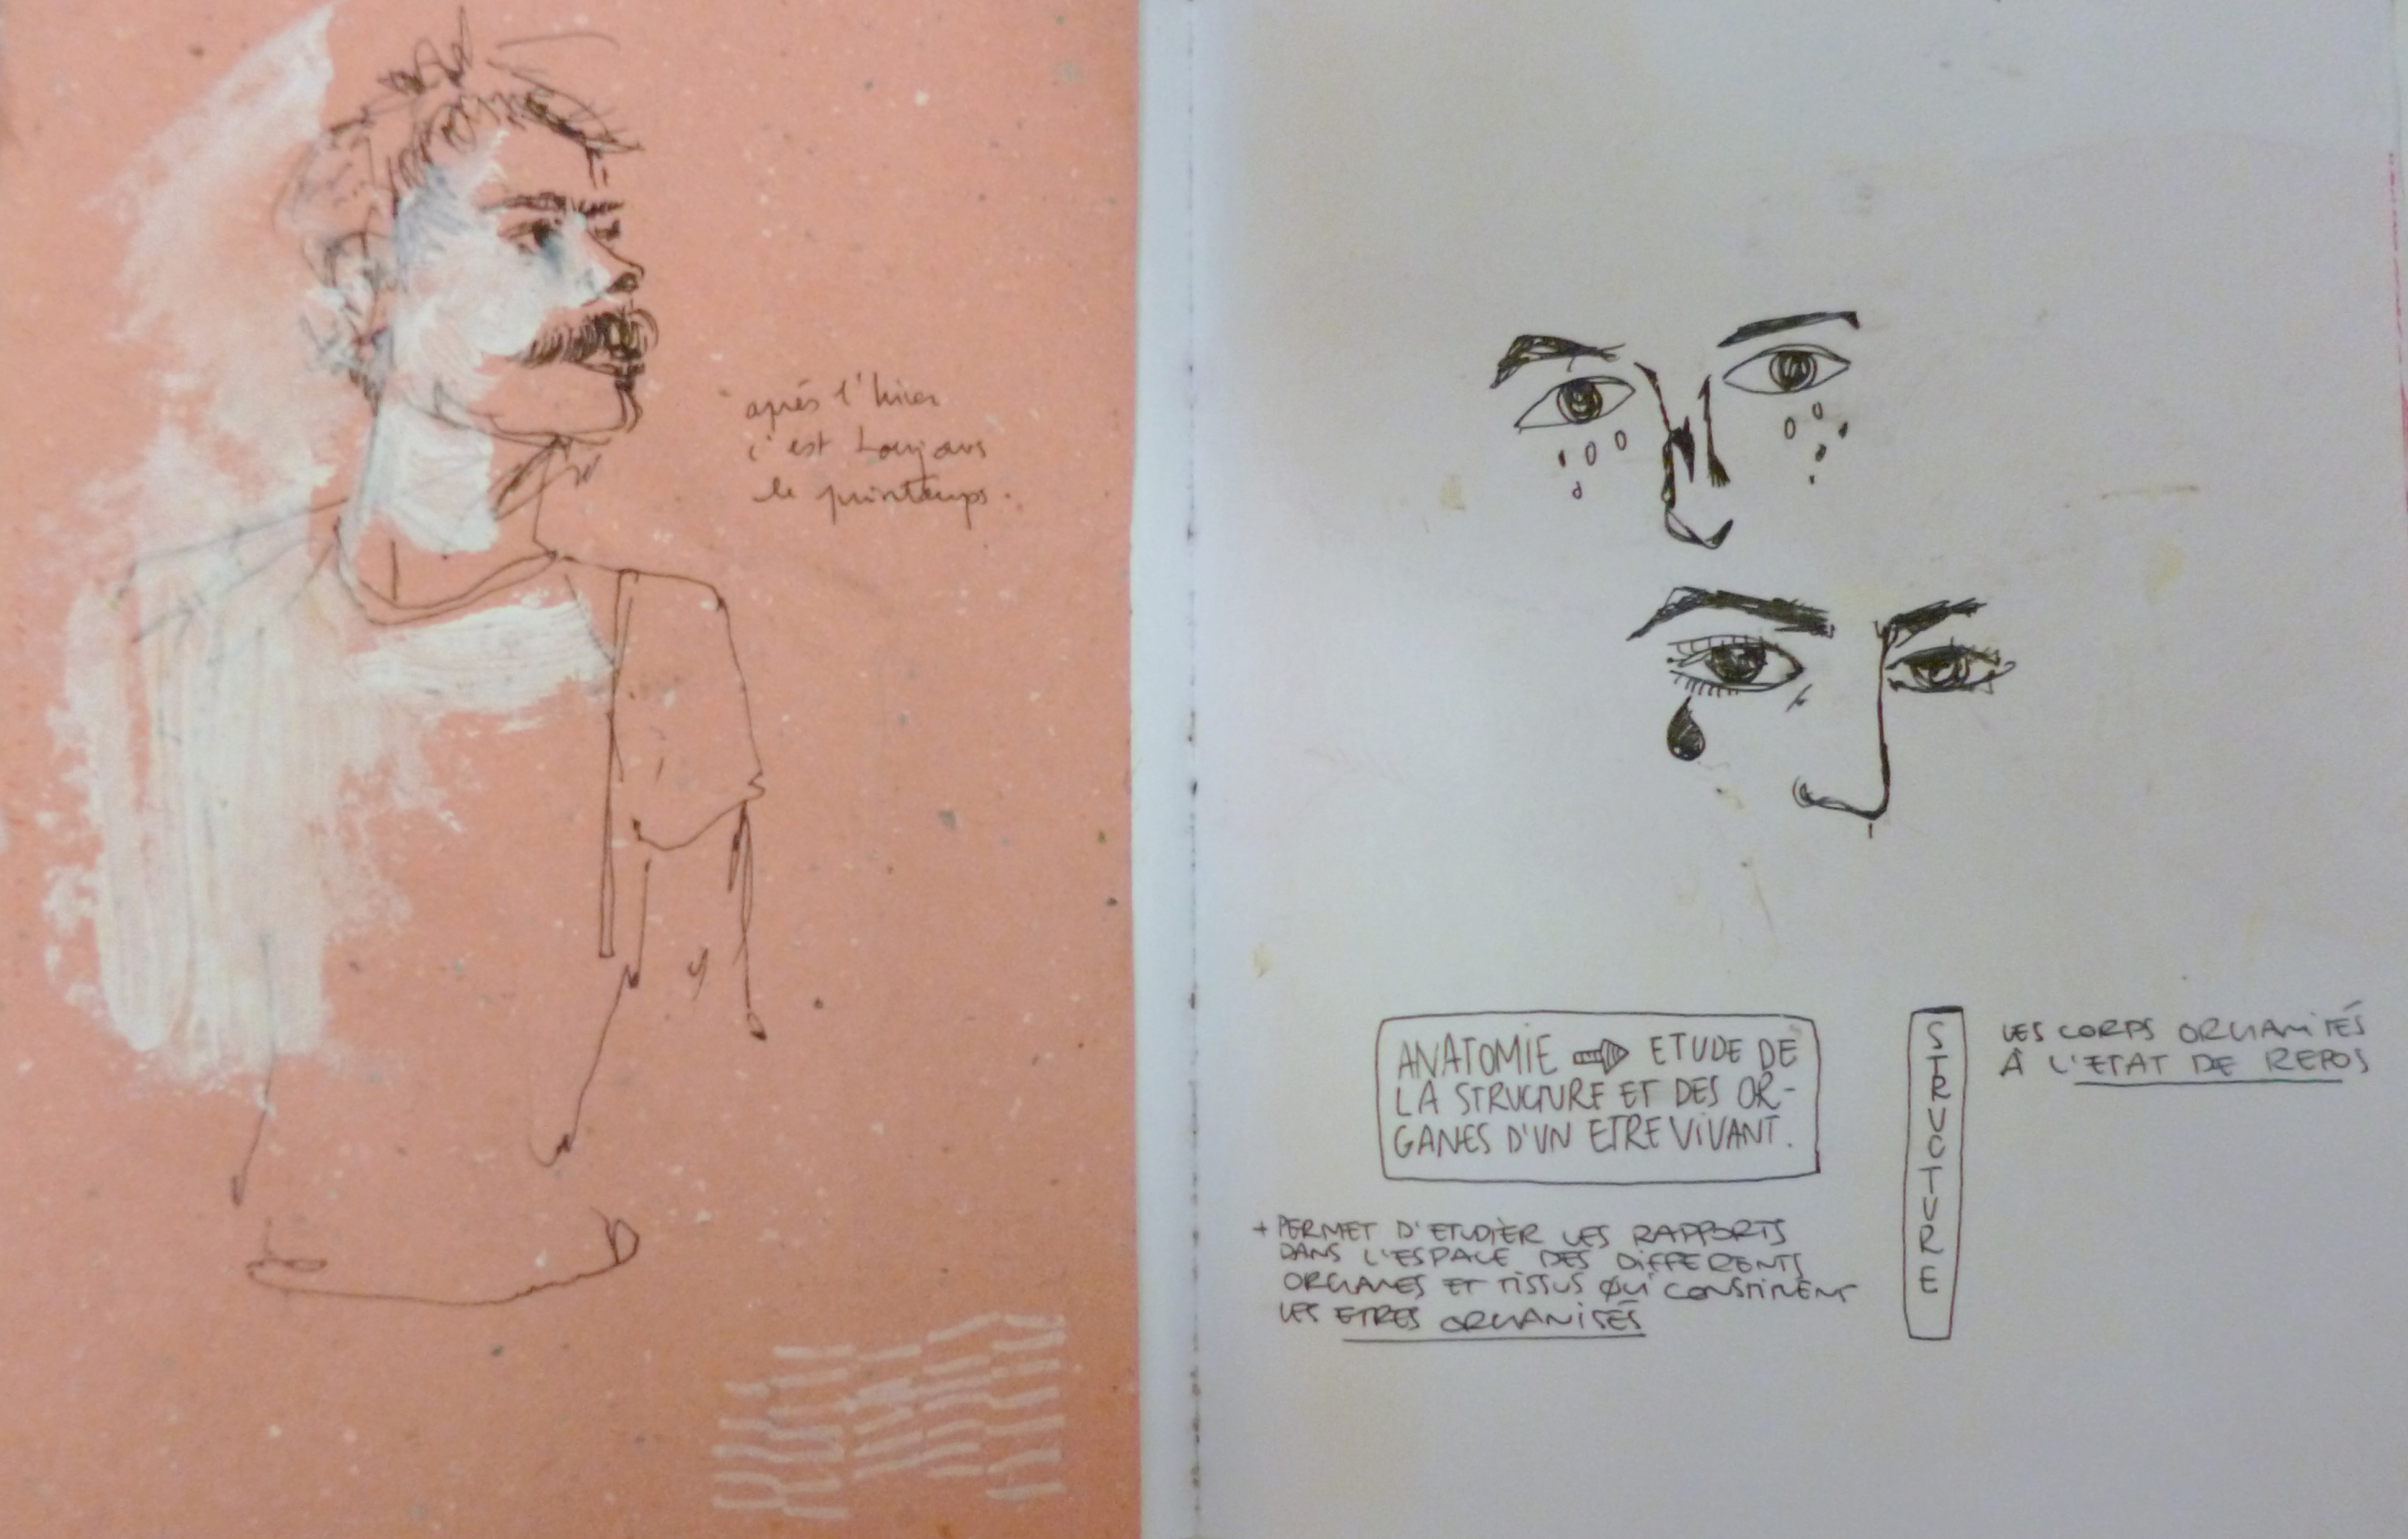 après l'hiver
c'est toujours
le printemps.
ANATOMIE ETUDE DE
LA STRUCTURE ET DES OR-
GANES D'UN ETRE VIVANT.
+ PERMET D'ETUDIER LES RAPPORTS
DANS L'ESPACE DES DIFFERENTS
ORGANES ET TISSUS QUI CONSTITUENT
LES ETRES ORGANISÉS
STRUCTURE
LES CORPS ORGANISÉS
À L'ETAT DE REPOS